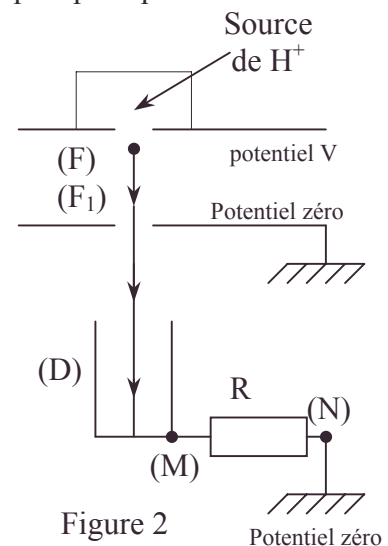 Source
de H⁺
(F)
potentiel V
(F₁)
Potentiel zéro
(D)
R
(N)
(M)
Figure 2
Potentiel zéro